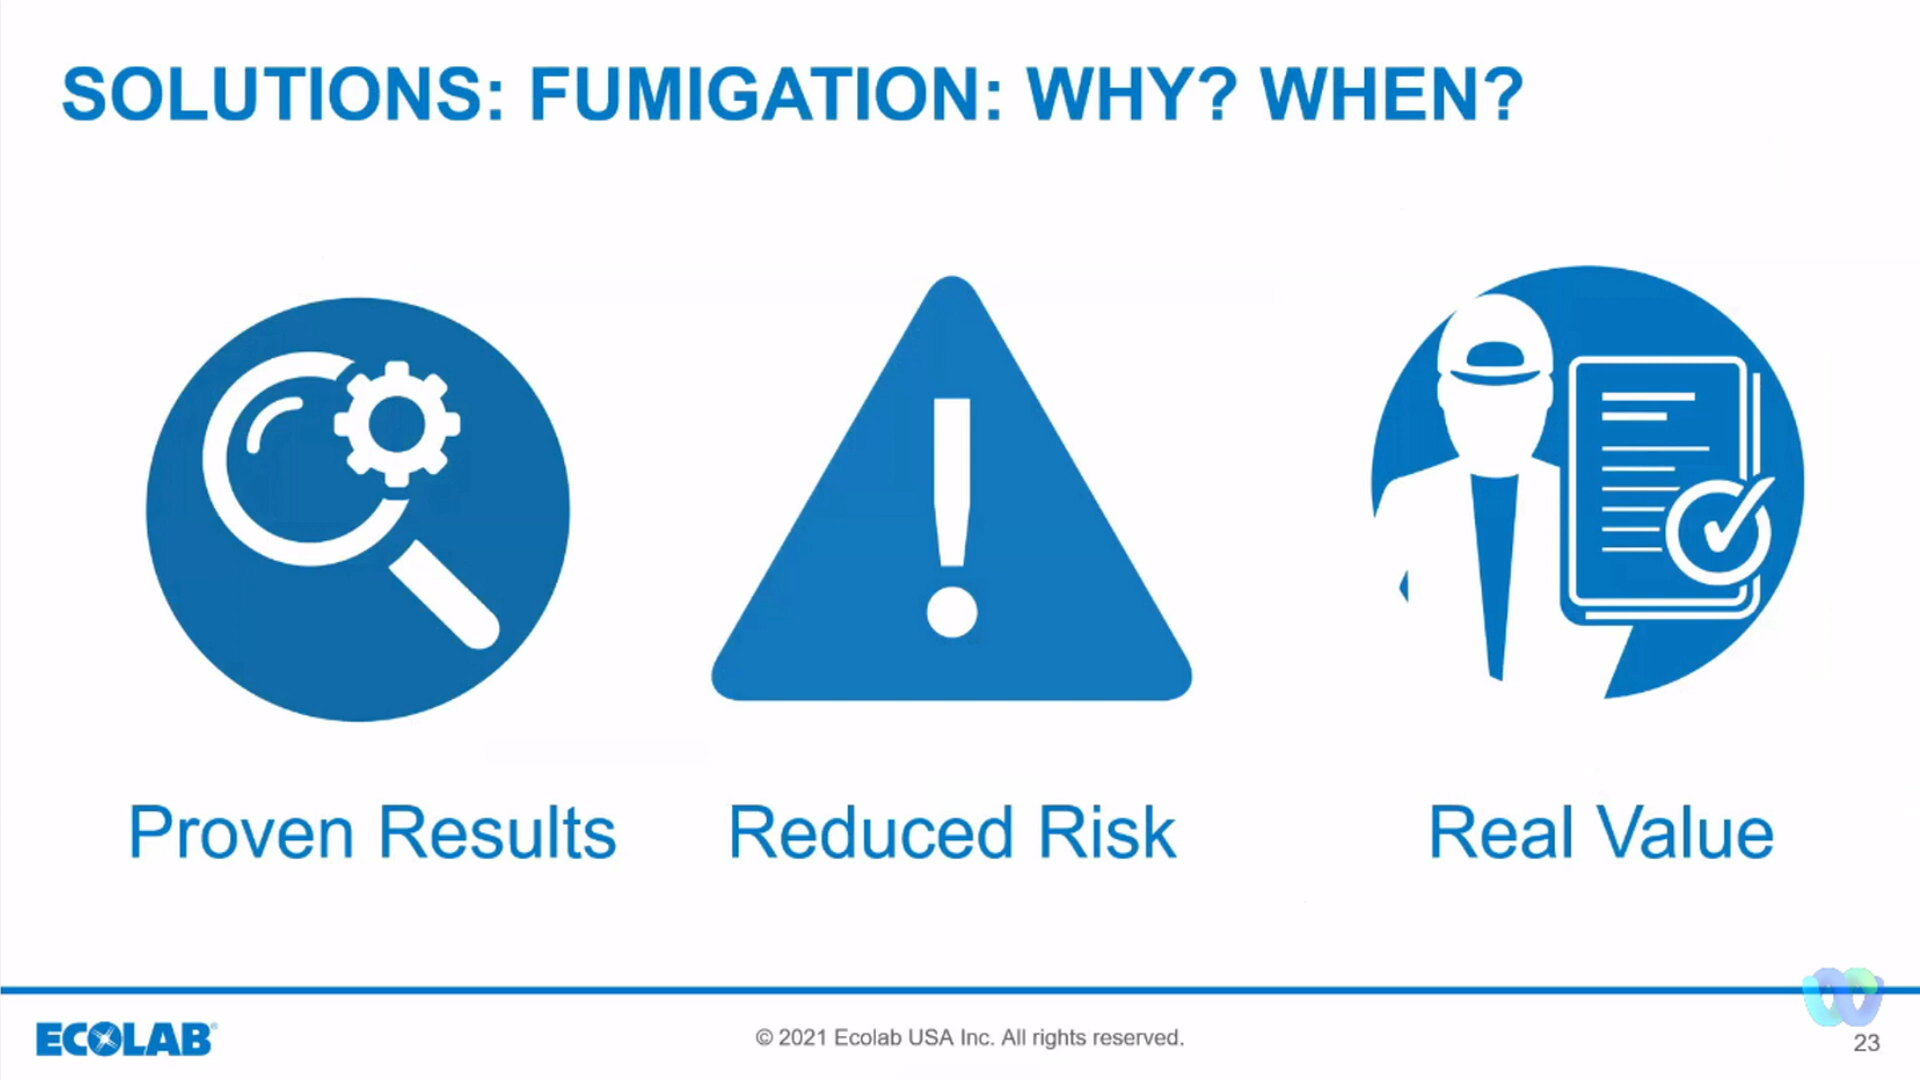 SOLUTIONS: FUMIGATION: WHY? WHEN?
Proven Results
Reduced Risk
Real Value
ECOLAB®
© 2021 Ecolab USA Inc. All rights reserved.
23